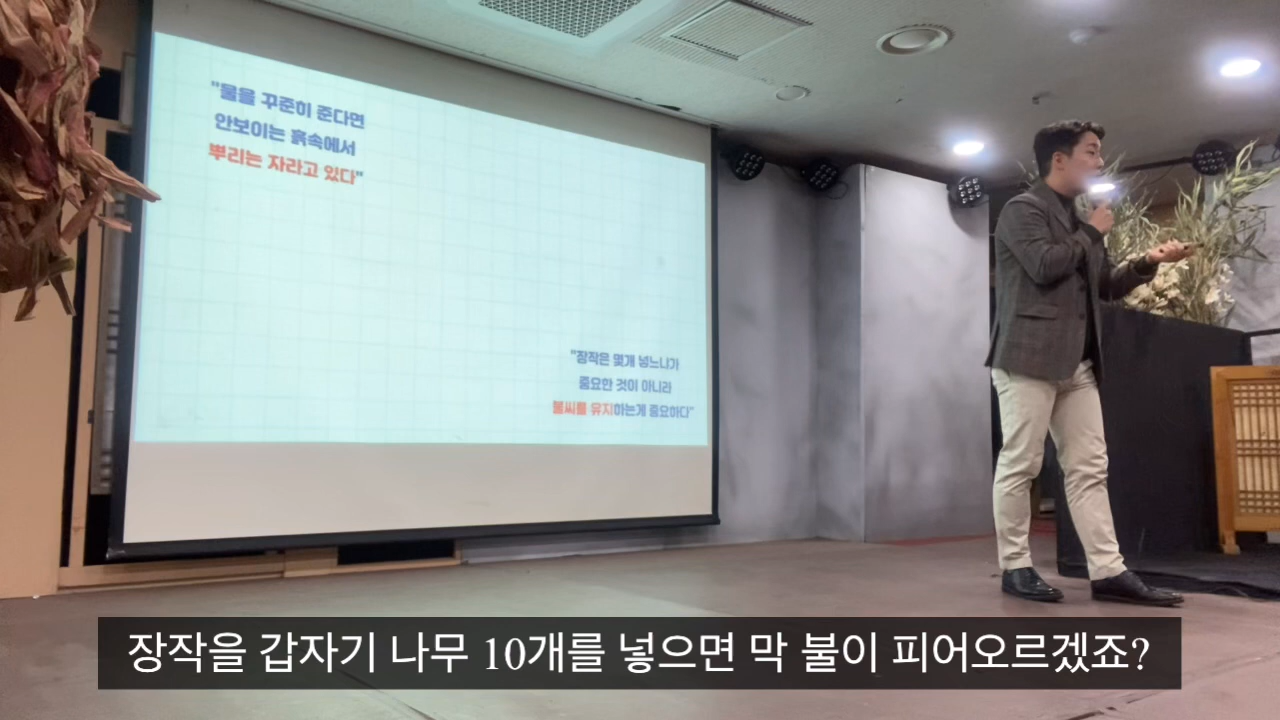 "물을 꾸준히 준다면
안보이는 흙속에서
뿌리는 자라고 있다"
"장작은 몇개 넣느냐가
중요한 것이 아니라
불씨를 유지하는게 중요하다"
장작을 갑자기 나무 10개를 넣으면 막 불이 피어오르겠죠?